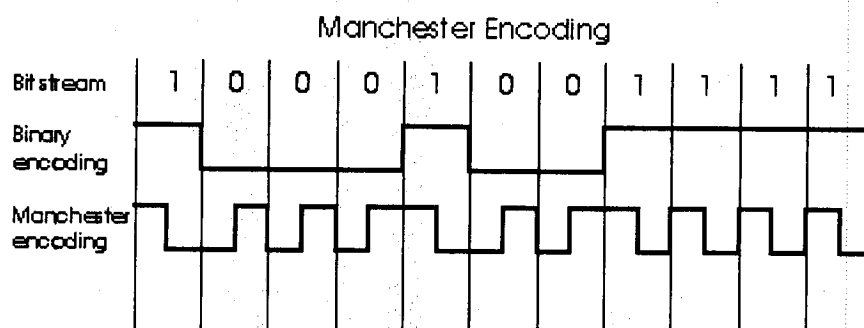 Manchester Encoding
Bit stream 1 0 0 0 1 0 0 1 1 1 1
Binary
encoding
Manchester
encoding